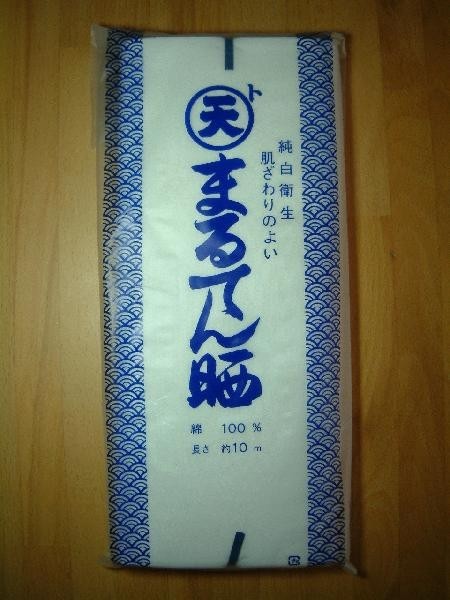 純白衛生
肌ざわりのよい
天
ト
まるてん晒
綿 100%
長さ 約10m